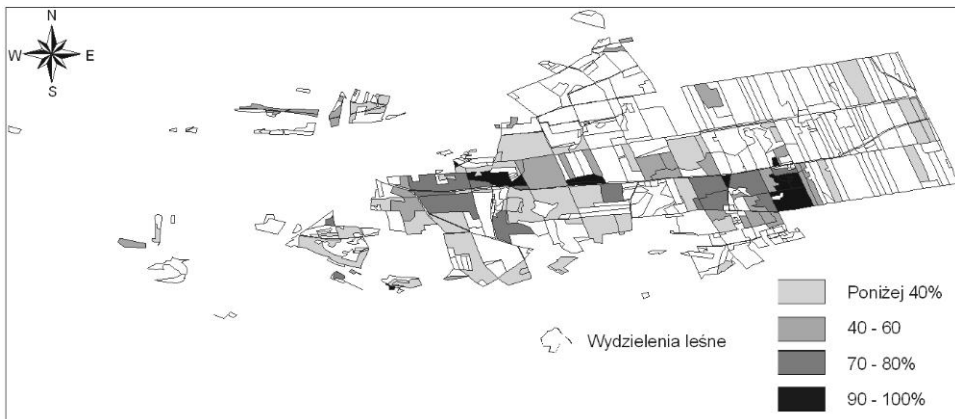 N
W E
S
Poniżej 40%
40 - 60
Wydzielenia leśne
70 - 80%
90 - 100%